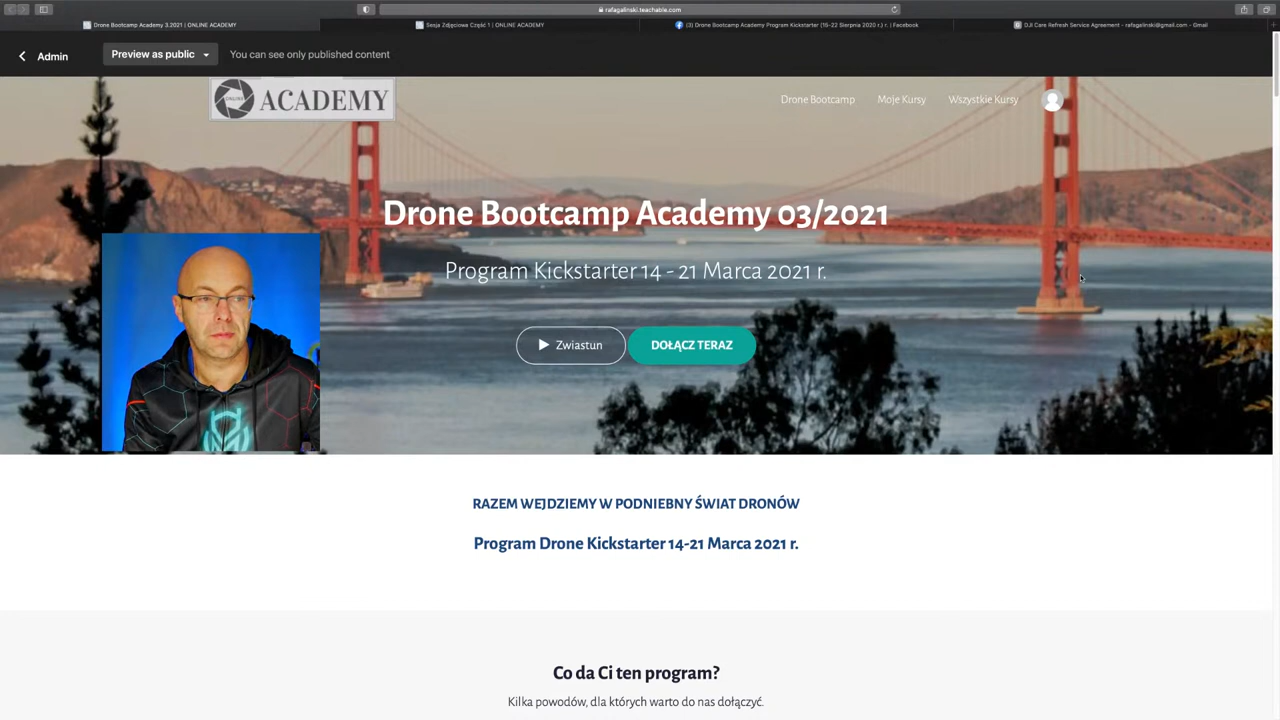 rafagalinski.teachable.com
Drone Bootcamp Academy 3.2021 | ONLINE ACADEMY
Sesja Zdjęciowa Część 1 | ONLINE ACADEMY
(3) Drone Bootcamp Academy Program Kickstarter (15-22 Sierpnia 2020 r.) r. | Facebook
DJI Care Refresh Service Agreement - rafsgalinski@gmail.com - Gmail
Admin
Preview as public
You can see only published content
ONLINE ACADEMY
Drone Bootcamp
Moje Kursy
Wszystkie Kursy
Drone Bootcamp Academy 03/2021
Program Kickstarter 14 - 21 Marca 2021 r.
Zwiastun
DOŁĄCZ TERAZ
RAZEM WEJDZIEMY W PODNIEBNY ŚWIAT DRONÓW
Program Drone Kickstarter 14-21 Marca 2021 r.
Co da Ci ten program?
Kilka powodów, dla których warto do nas dołączyć.